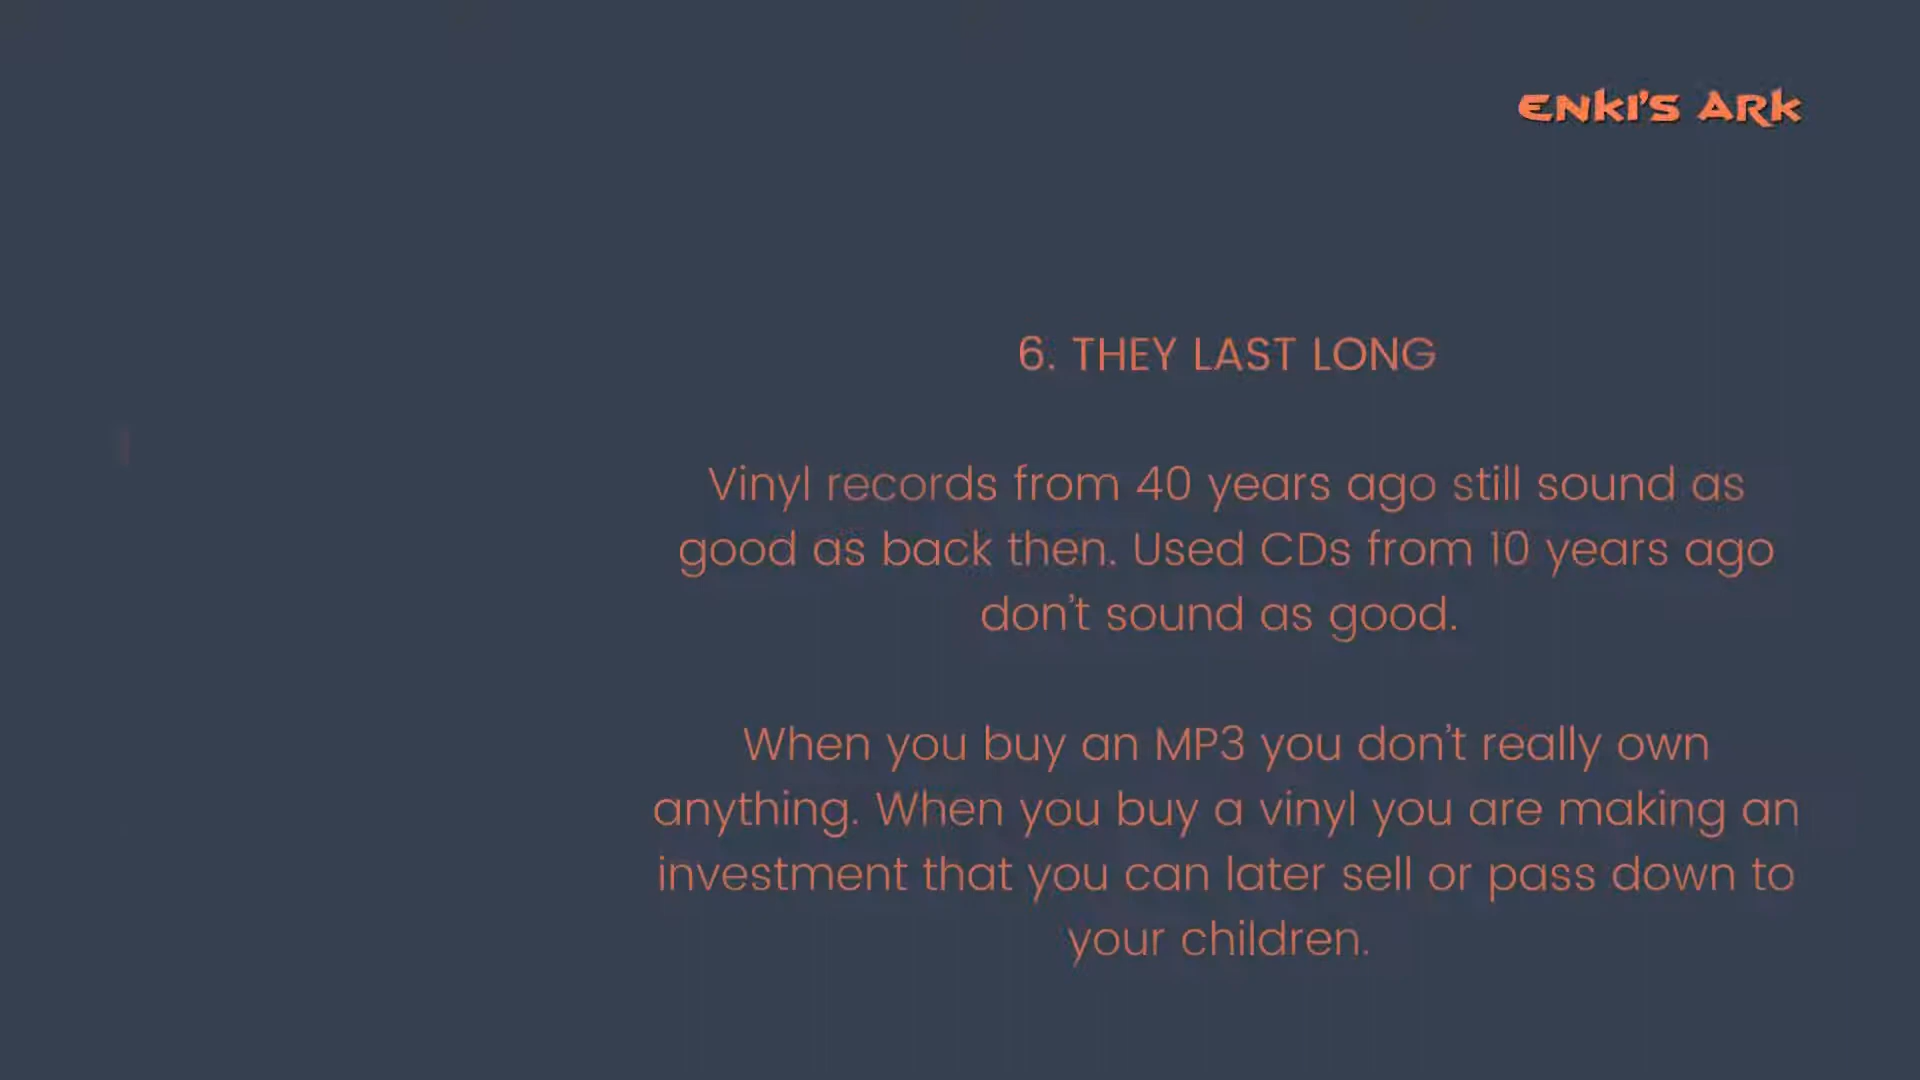 ENKI'S ARK
6. THEY LAST LONG
Vinyl records from 40 years ago still sound as
good as back then. Used CDs from 10 years ago
don't sound as good.
When you buy an MP3 you don't really own
anything. When you buy a vinyl you are making an
investment that you can later sell or pass down to
your children.